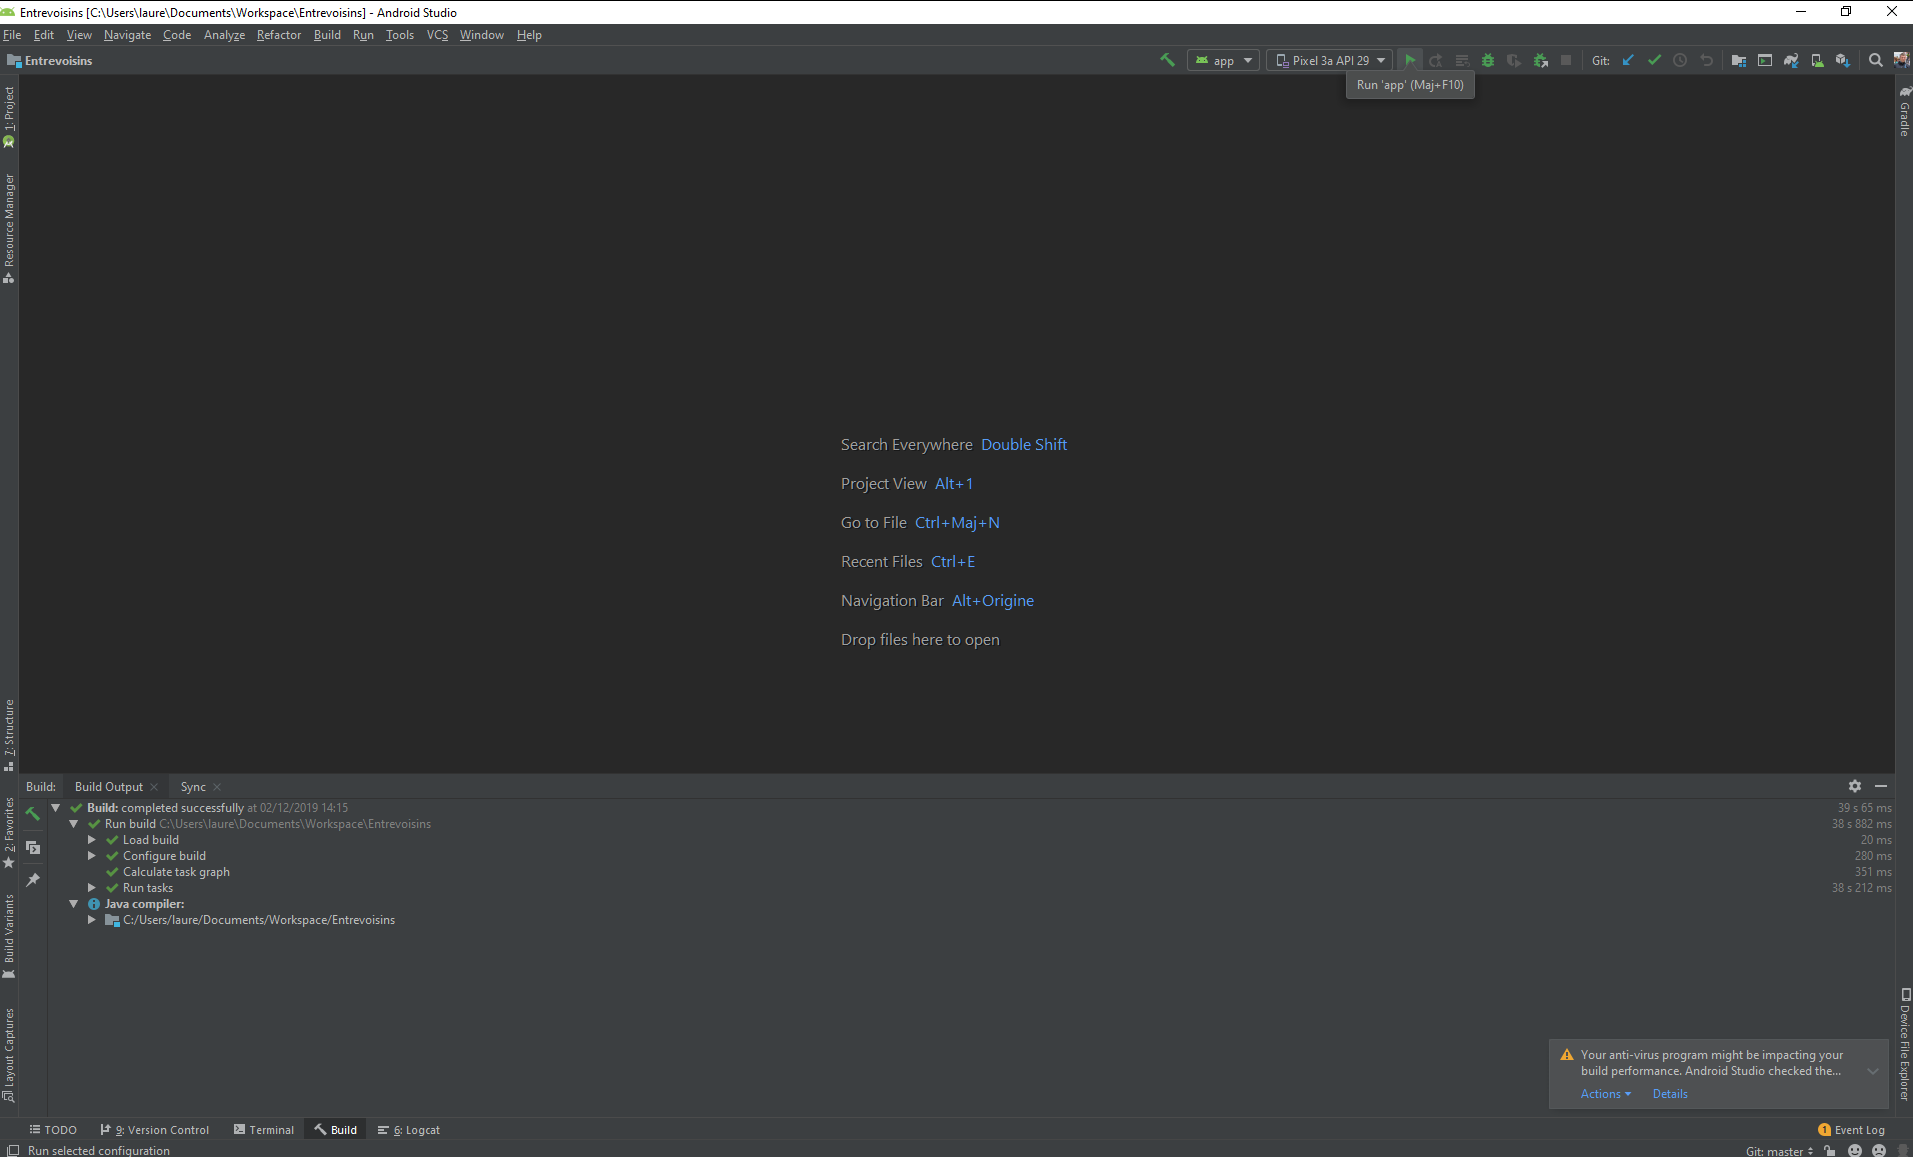 Entrevoisins [C:\Users\laure\Documents\Workspace\Entrevoisins] - Android Studio
File Edit View Navigate Code Analyze Refactor Build Run Tools VCS Window Help
Entrevoisins
app
Pixel 3a API 29
Git:
Run 'app' (Maj+F10)
1: Project
Resource Manager
7: Structure
2: Favorites
Build Variants
Layout Captures
Gradle
Device File Explorer
Search Everywhere Double Shift
Project View Alt+1
Go to File Ctrl+Maj+N
Recent Files Ctrl+E
Navigation Bar Alt+Origine
Drop files here to open
Build: Build Output Sync
Build: completed successfully at 02/12/2019 14:15 39 s 65 ms
Run build C:\Users\laure\Documents\Workspace\Entrevoisins 38 s 882 ms
Load build 20 ms
Configure build 280 ms
Calculate task graph 351 ms
Run tasks 38 s 212 ms
Java compiler:
C:/Users/laure/Documents/Workspace/Entrevoisins
Your anti-virus program might be impacting your
build performance. Android Studio checked the...
Actions Details
TODO 9: Version Control Terminal Build 6: Logcat 1 Event Log
Run selected configuration Git: master